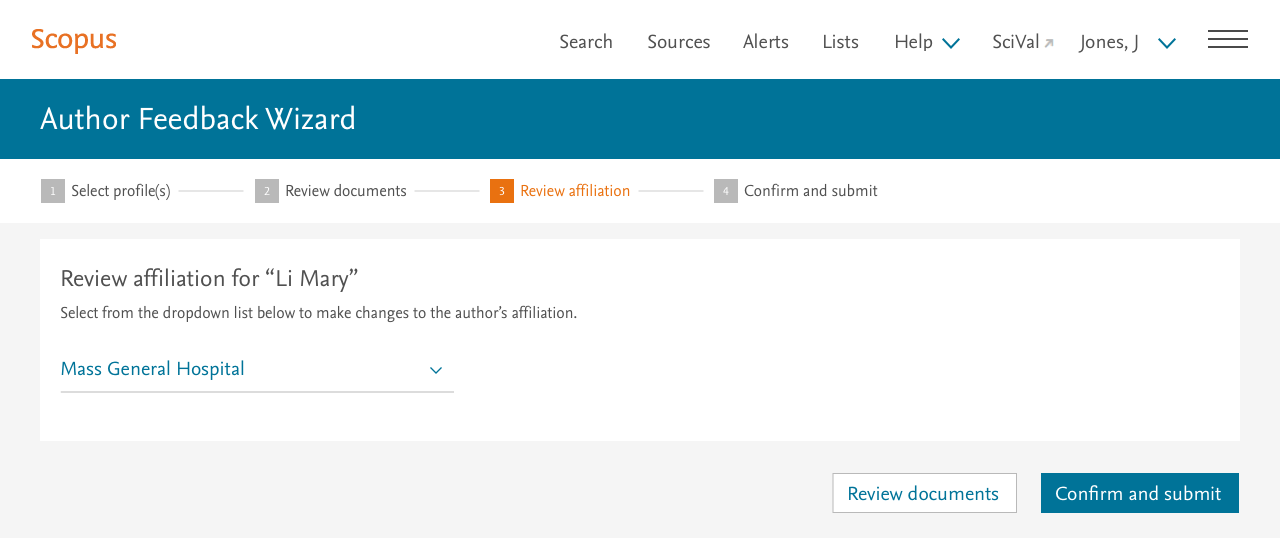 Scopus
Search Sources Alerts Lists Help SciVal Jones, J
Author Feedback Wizard
1 Select profile(s) 2 Review documents 3 Review affiliation 4 Confirm and submit
Review affiliation for “Li Mary”
Select from the dropdown list below to make changes to the author’s affiliation.
Mass General Hospital
Review documents Confirm and submit